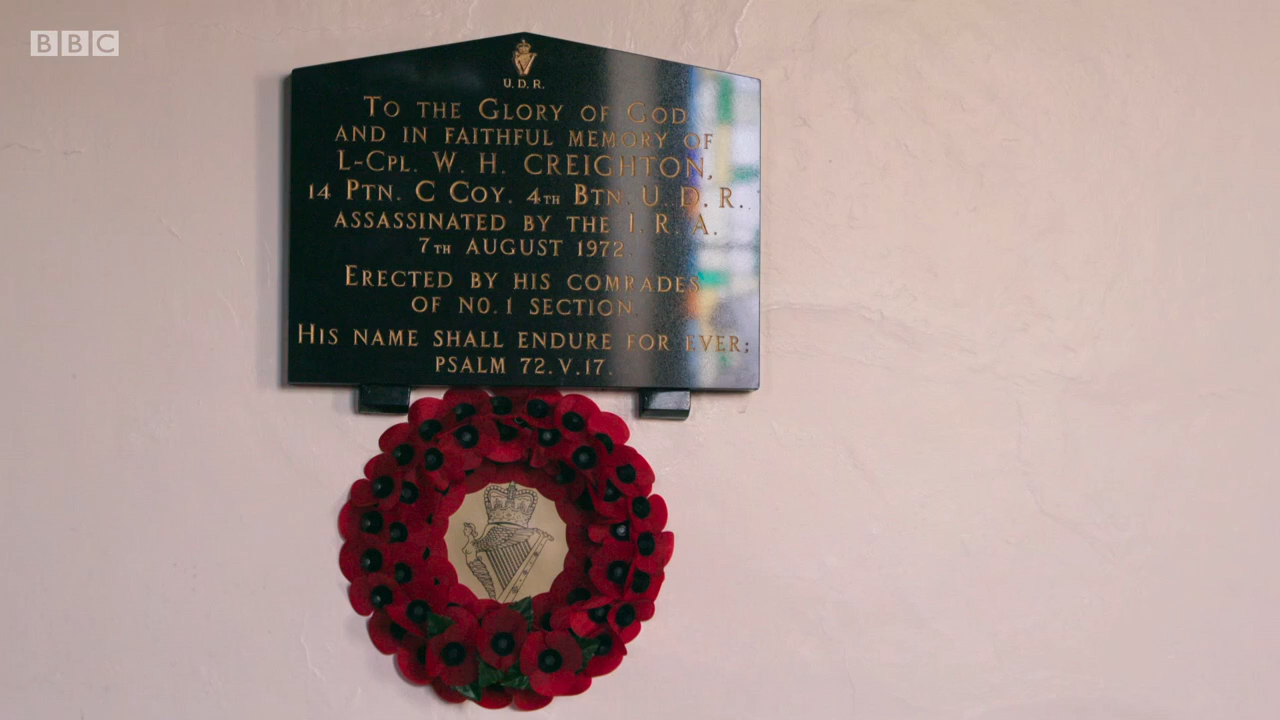 BBC
U.D.R.
TO THE GLORY OF GOD
AND IN FAITHFUL MEMORY OF
L-CPL. W. H. CREIGHTON,
14 PTN. C COY. 4TH BTN. U. D. R.
ASSASSINATED BY THE I. R. A.
7TH AUGUST 1972.
ERECTED BY HIS COMRADES
OF NO. 1 SECTION.
HIS NAME SHALL ENDURE FOR EVER;
PSALM 72. V. 17.